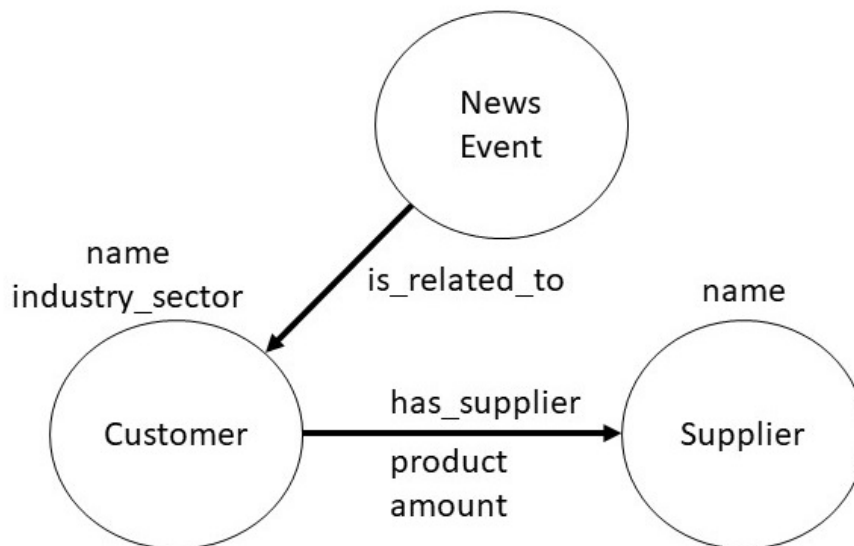 News
Event
name
industry_sector
is_related_to
name
Customer
has_supplier
product
amount
Supplier